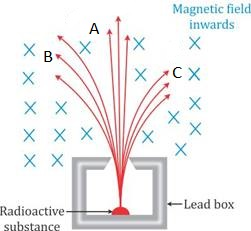 Magnetic field
inwards
A
B
C
Radioactive
substance
Lead box